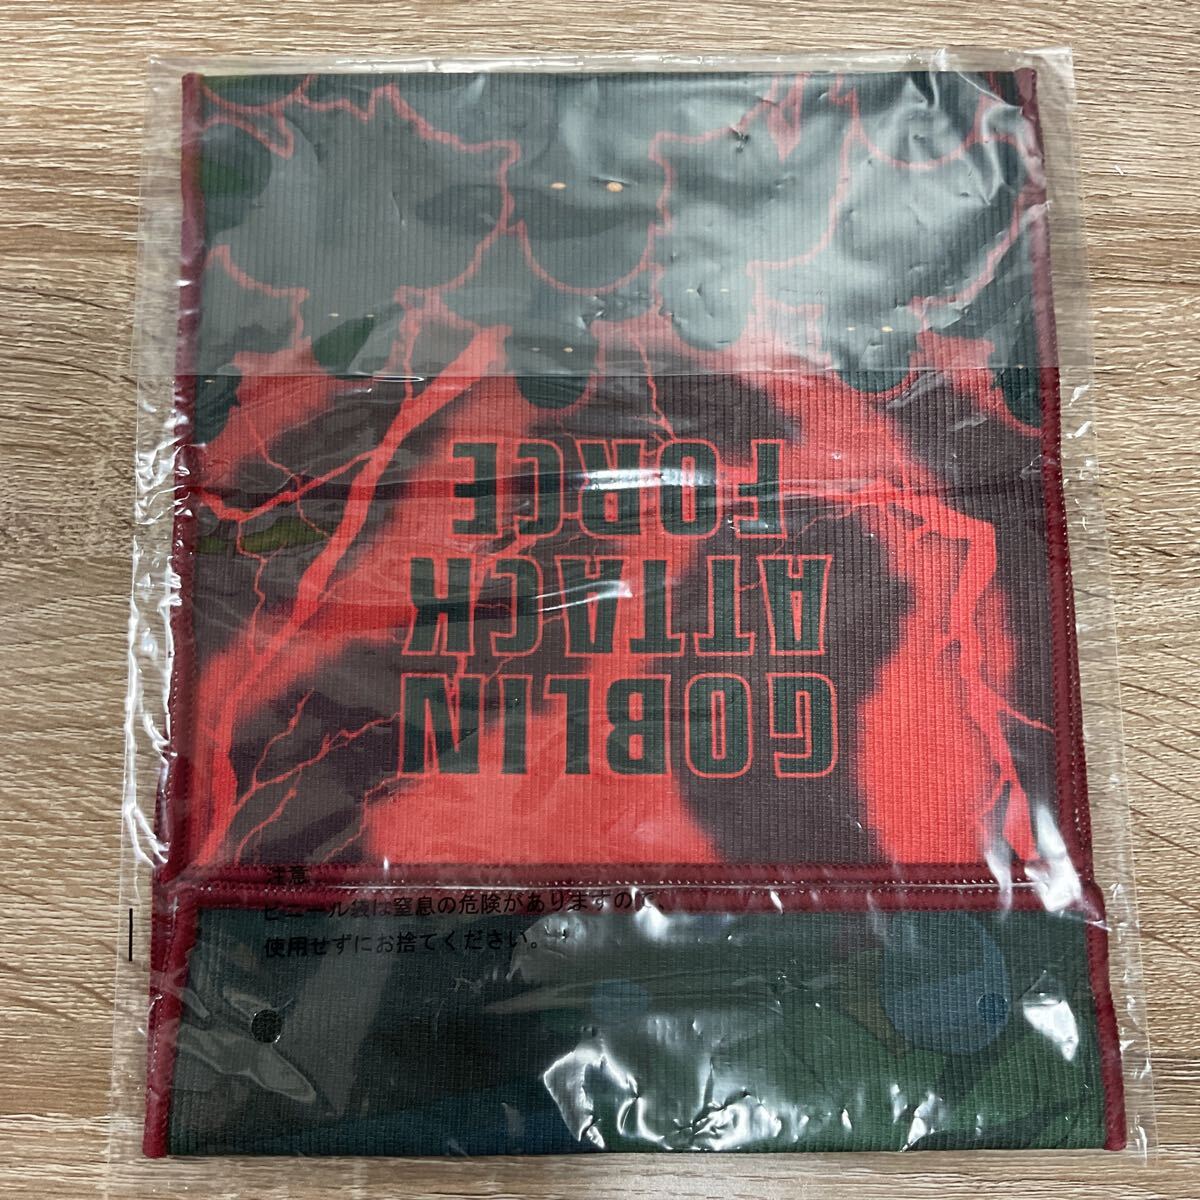 GOBLIN
ATTACK
FORCE
注意
ビニール袋は窒息の危険がありますので、
使用せずにお捨てください。